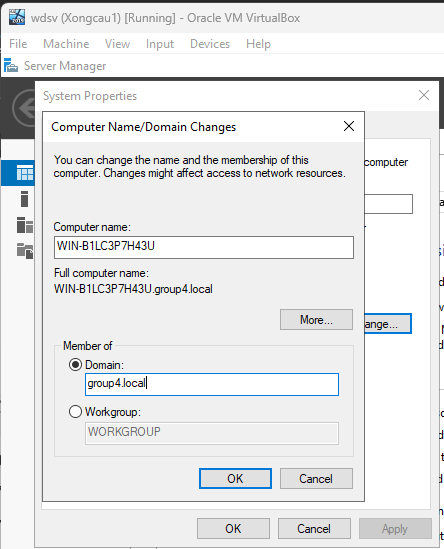 wdsv (Xongcau1) [Running] - Oracle VM VirtualBox
File Machine View Input Devices Help
Server Manager
System Properties
Computer Name/Domain Changes
You can change the name and the membership of this
computer. Changes might affect access to network resources.
computer
Computer name:
WIN-B1LC3P7H43U
Full computer name:
WIN-B1LC3P7H43U.group4.local
More...
ange...
Member of
Domain:
group4.local
Workgroup:
WORKGROUP
OK Cancel
OK Cancel Apply